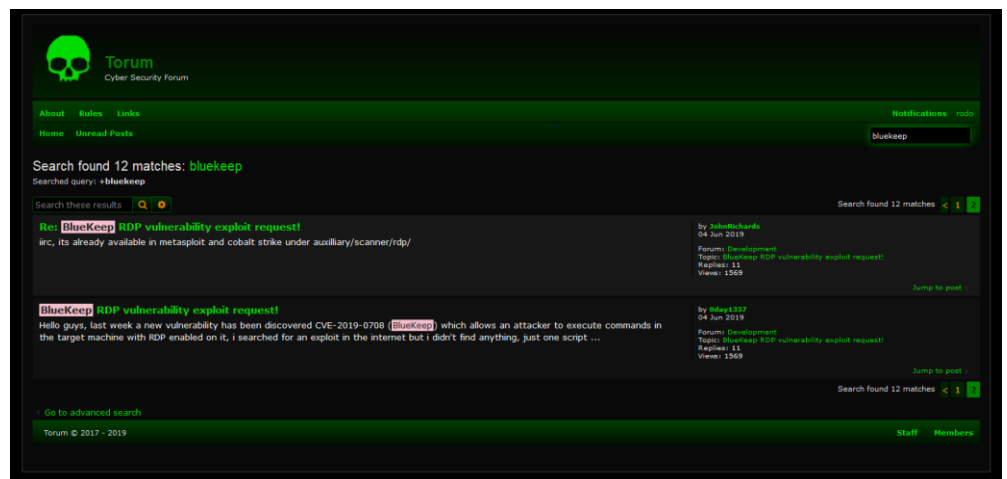 Torum
Cyber Security Forum
About Rules Links
Notifications rodo
Home Unread Posts
bluekeep
Search found 12 matches: bluekeep
Searched query: +bluekeep
Search these results
Search found 12 matches < 1 2
Re: BlueKeep RDP vulnerability exploit request!
iirc, its already available in metasploit and cobalt strike under auxilliary/scanner/rdp/
by JohnRichards
04 Jun 2019
Forum: Development
Topic: BlueKeep RDP vulnerability exploit request!
Replies: 11
Views: 1569
Jump to post ›
BlueKeep RDP vulnerability exploit request!
Hello guys, last week a new vulnerability has been discovered CVE-2019-0708 (BlueKeep) which allows an attacker to execute commands in
the target machine with RDP enabled on it, i searched for an exploit in the internet but i didn't find anything, just one script ...
by 0day1337
04 Jun 2019
Forum: Development
Topic: BlueKeep RDP vulnerability exploit request!
Replies: 11
Views: 1569
Jump to post ›
Search found 12 matches < 1 2
‹ Go to advanced search
Torum © 2017 - 2019
Staff Members